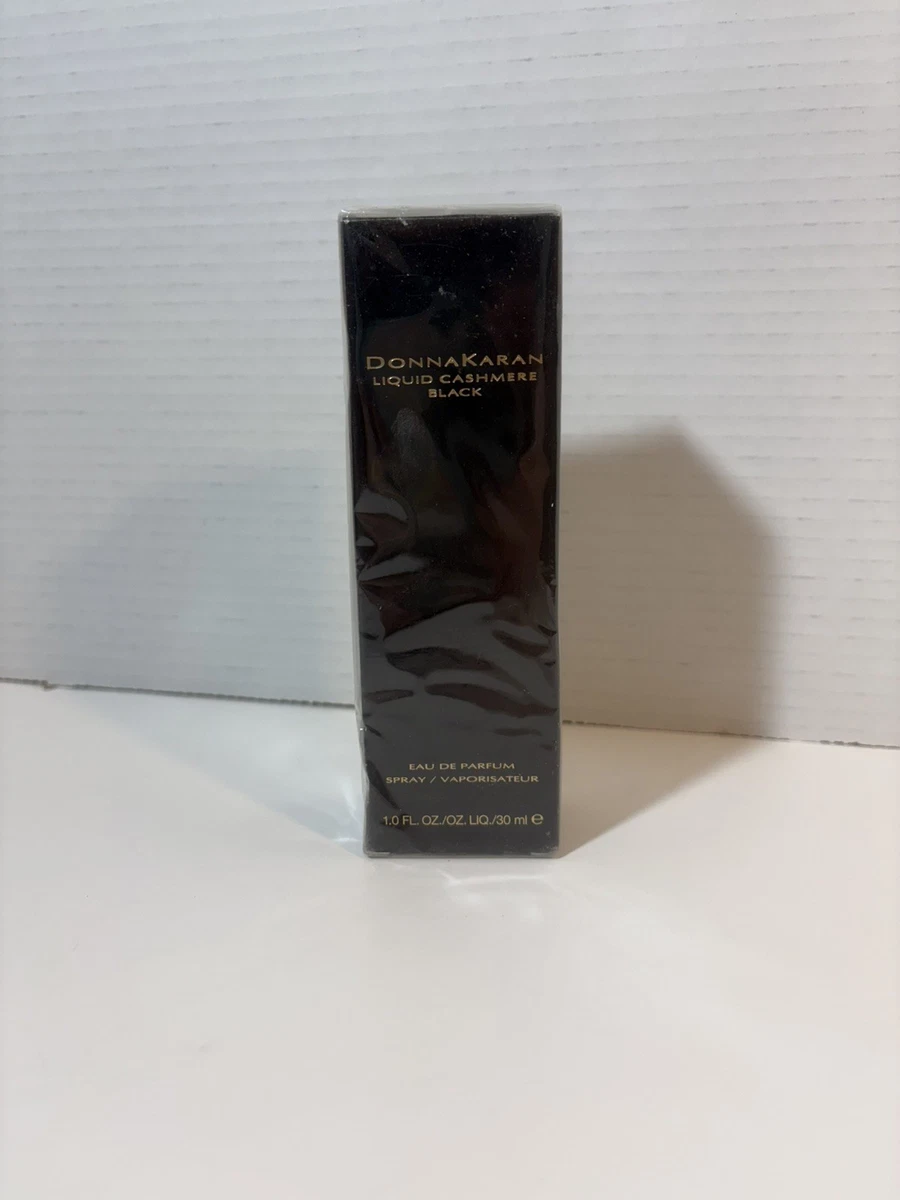 DONNAKARAN
LIQUID CASHMERE
BLACK
EAU DE PARFUM
SPRAY / VAPORISATEUR
1.0 FL. OZ./OZ. LIQ./30 ml ℮